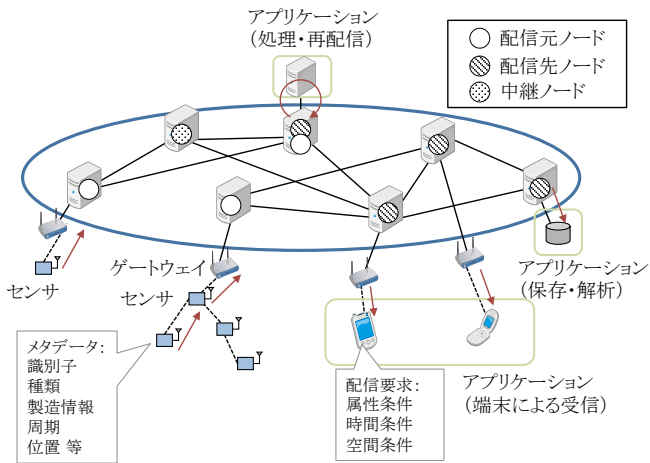 アプリケーション
（処理・再配信）
配信元ノード
配信先ノード
中継ノード
センサ
ゲートウェイ
センサ
アプリケーション
（保存・解析）
メタデータ：
識別子
種類
製造情報
周期
位置 等
配信要求：
属性条件
時間条件
空間条件
アプリケーション
（端末による受信）